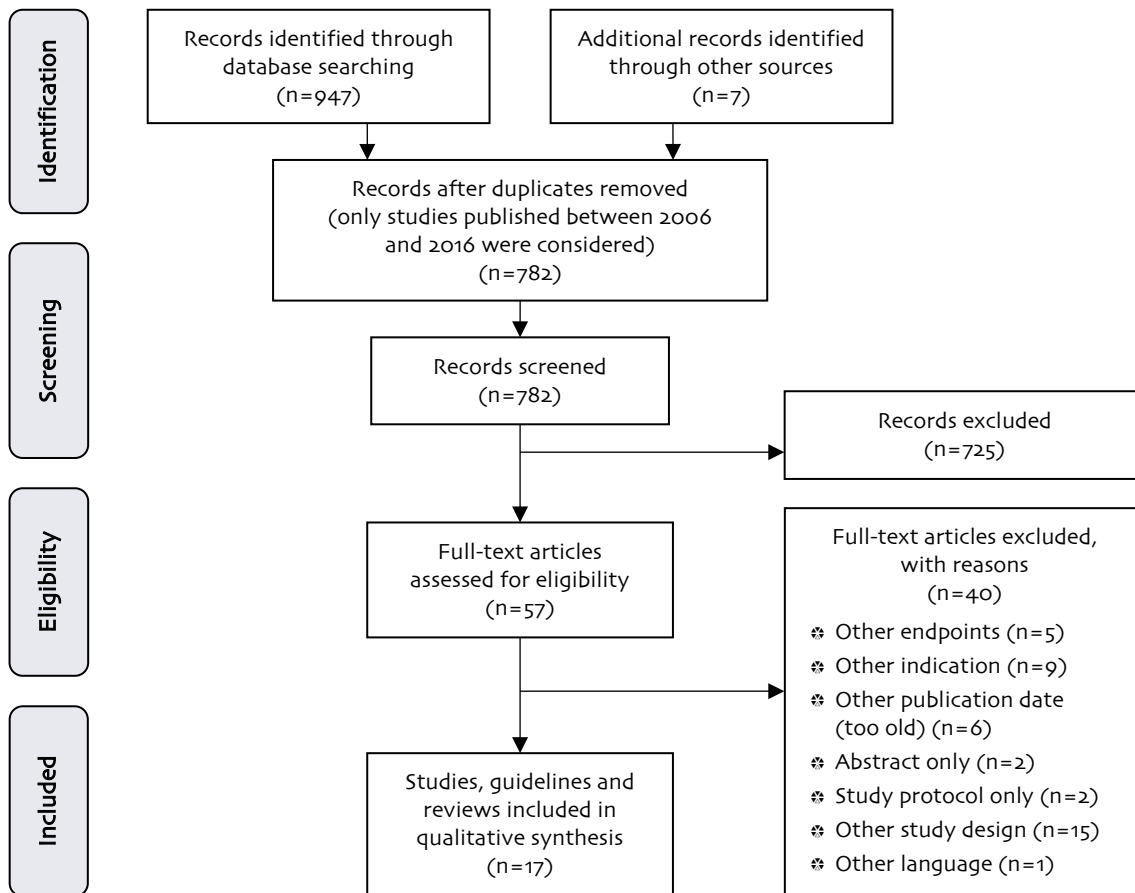 Identification
Records identified through
database searching
(n=947)
Additional records identified
through other sources
(n=7)
Records after duplicates removed
(only studies published between 2006
and 2016 were considered)
(n=782)
Screening
Records screened
(n=782)
Records excluded
(n=725)
Eligibility
Full-text articles
assessed for eligibility
(n=57)
Full-text articles excluded,
with reasons
(n=40)
Other endpoints (n=5)
Other indication (n=9)
Other publication date
(too old) (n=6)
Abstract only (n=2)
Study protocol only (n=2)
Other study design (n=15)
Other language (n=1)
Included
Studies, guidelines and
reviews included in
qualitative synthesis
(n=17)